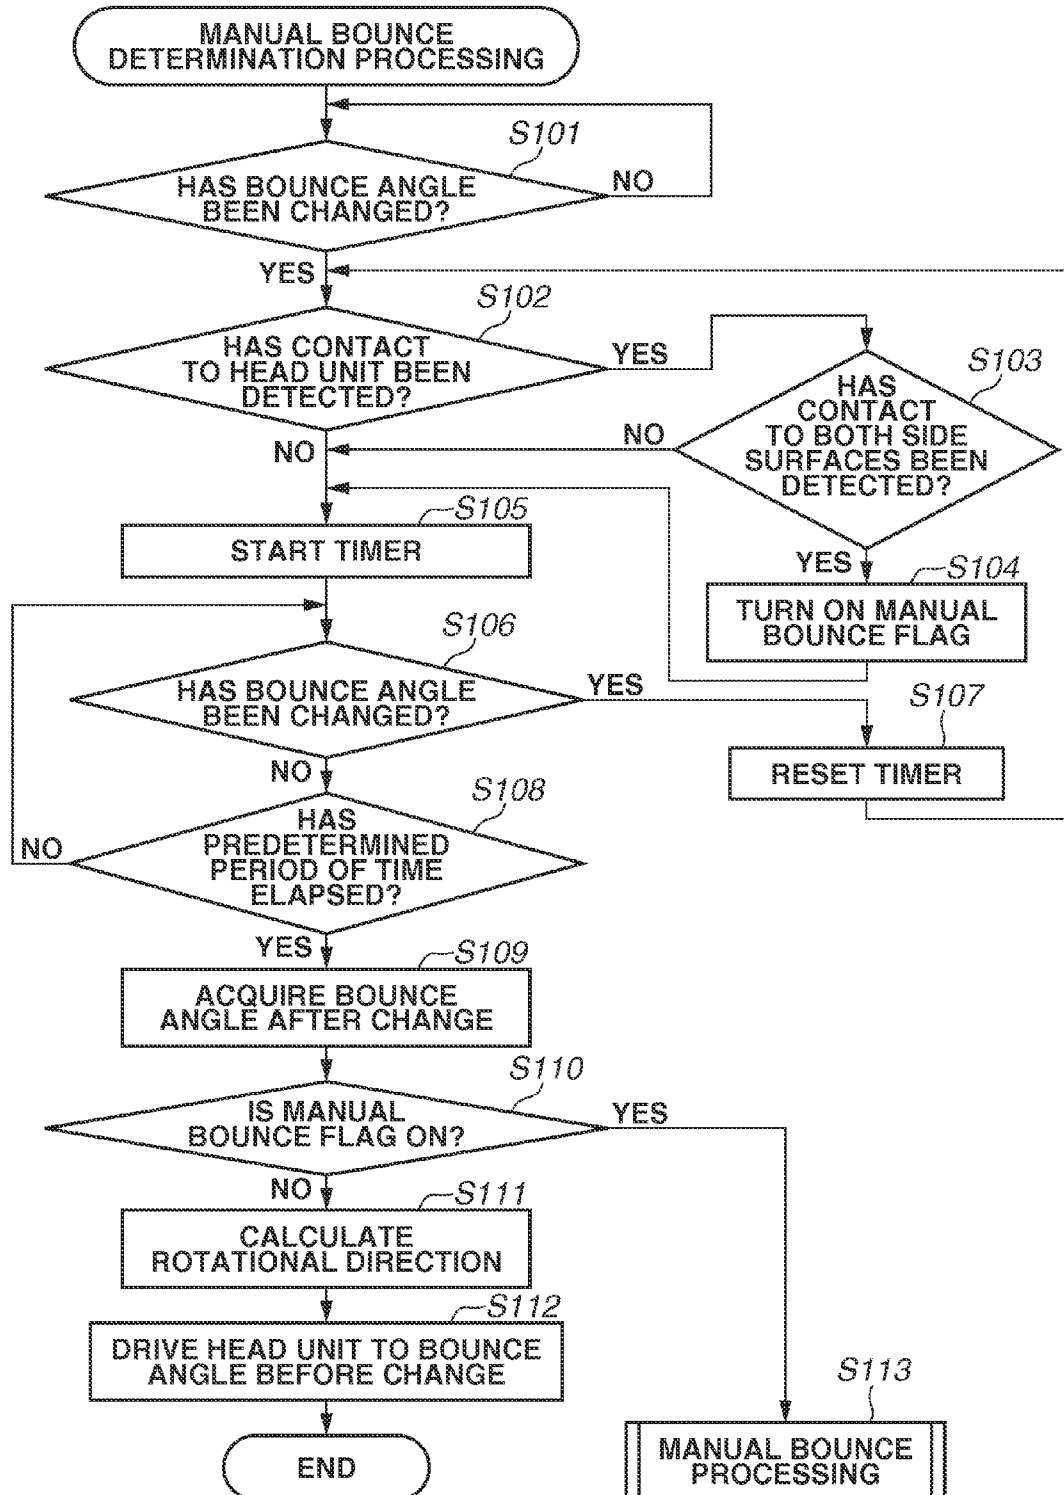 MANUAL BOUNCE
DETERMINATION PROCESSING
S101
HAS BOUNCE ANGLE
BEEN CHANGED?
NO
YES
S102
HAS CONTACT
TO HEAD UNIT BEEN
DETECTED?
YES
NO
S103
HAS
CONTACT
TO BOTH SIDE
SURFACES BEEN
DETECTED?
NO
YES
S104
TURN ON MANUAL
BOUNCE FLAG
S105
START TIMER
S106
HAS BOUNCE ANGLE
BEEN CHANGED?
YES
NO
S107
RESET TIMER
S108
HAS
PREDETERMINED
PERIOD OF TIME
ELAPSED?
NO
YES
S109
ACQUIRE BOUNCE
ANGLE AFTER CHANGE
S110
IS MANUAL
BOUNCE FLAG ON?
YES
NO
S111
CALCULATE
ROTATIONAL DIRECTION
S112
DRIVE HEAD UNIT TO BOUNCE
ANGLE BEFORE CHANGE
END
S113
MANUAL BOUNCE
PROCESSING